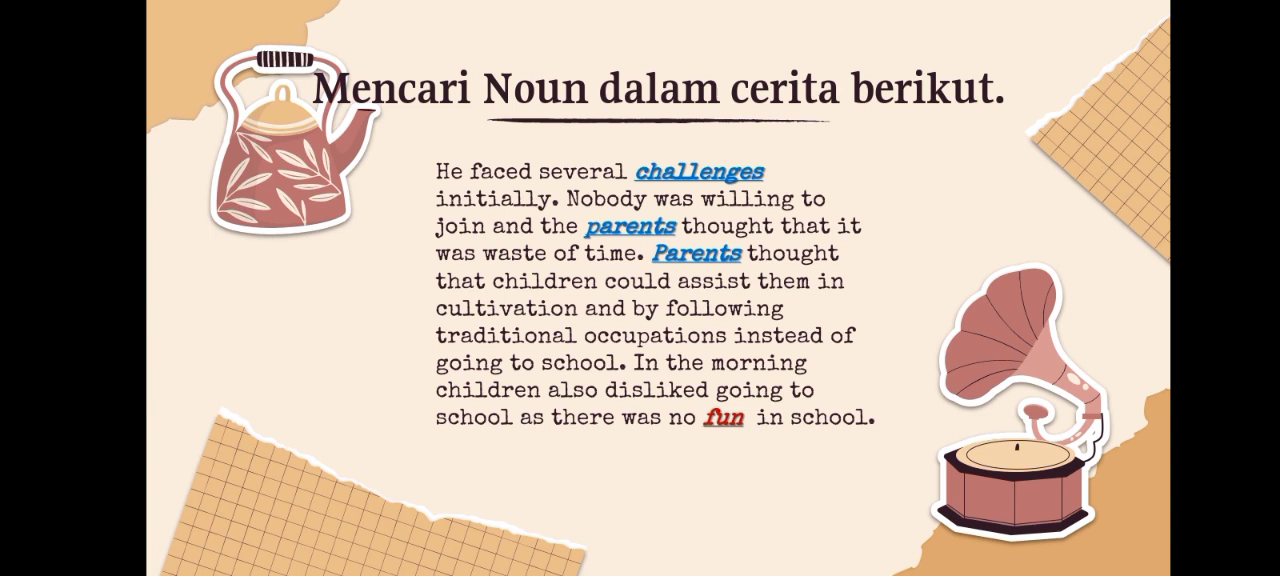 Mencari Noun dalam cerita berikut.
He faced several challenges
initially. Nobody was willing to
join and the parents thought that it
was waste of time. Parents thought
that children could assist them in
cultivation and by following
traditional occupations instead of
going to school. In the morning
children also disliked going to
school as there was no fun in school.